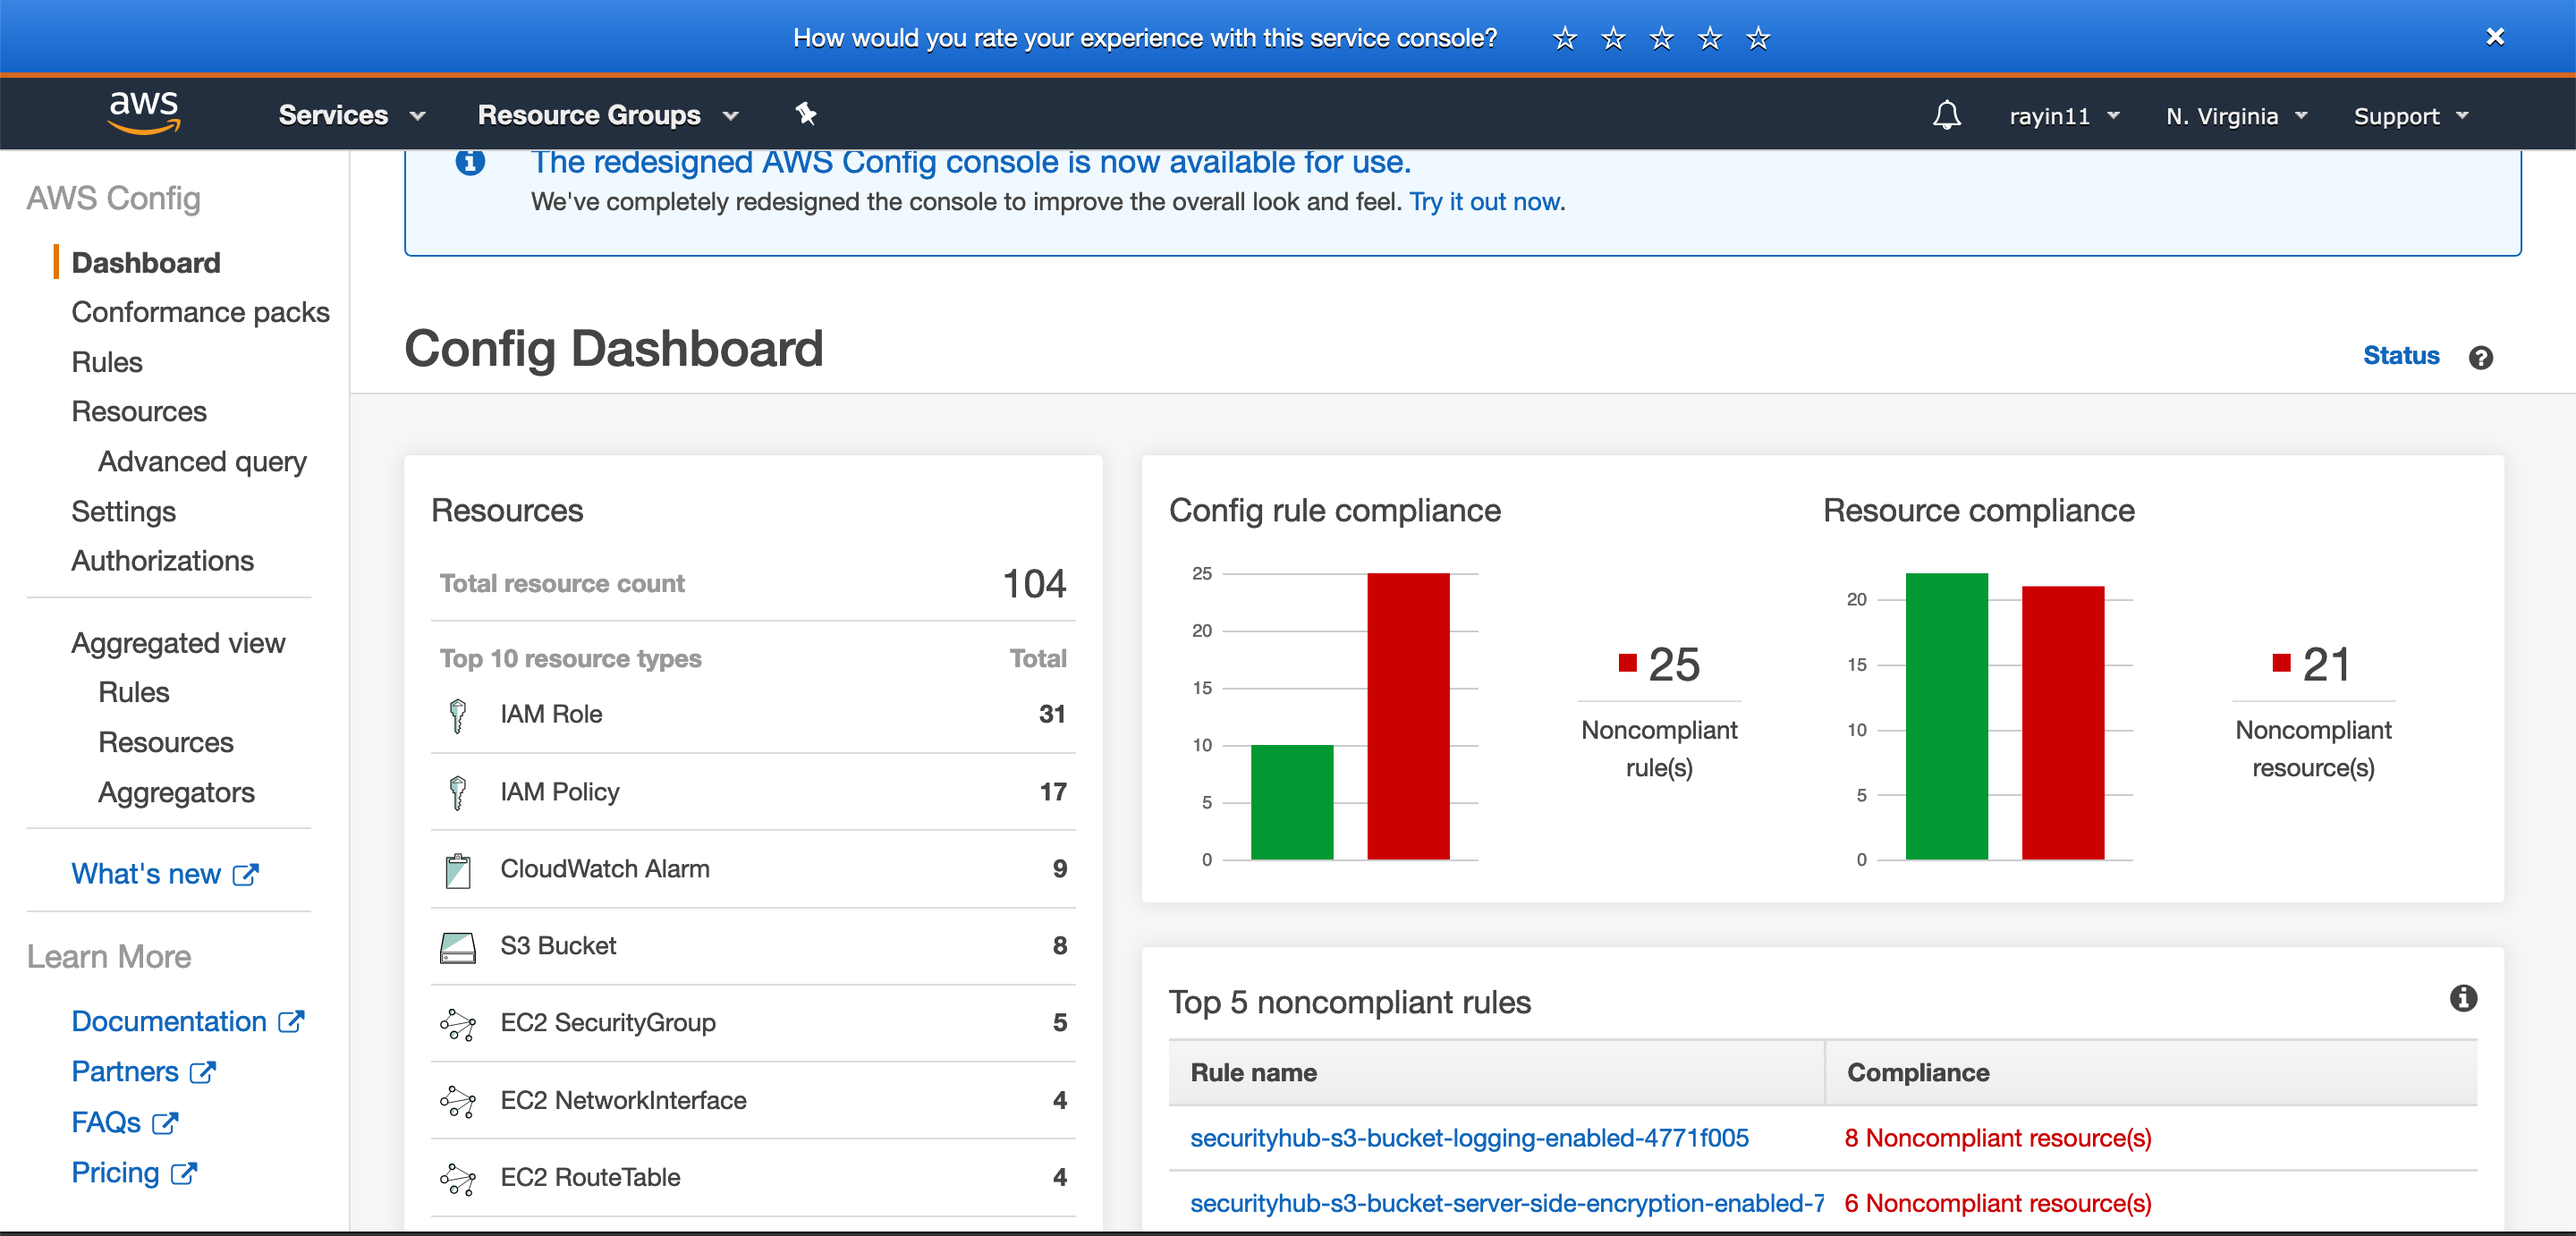 How would you rate your experience with this service console?
aws
Services
Resource Groups
rayin11
N. Virginia
Support
AWS Config
Dashboard
Conformance packs
Rules
Resources
Advanced query
Settings
Authorizations
Aggregated view
Rules
Resources
Aggregators
What's new
Learn More
Documentation
Partners
FAQs
Pricing
The redesigned AWS Config console is now available for use.
We've completely redesigned the console to improve the overall look and feel. Try it out now.
Config Dashboard
Status
Resources
Total resource count 104
Top 10 resource types Total
IAM Role 31
IAM Policy 17
CloudWatch Alarm 9
S3 Bucket 8
EC2 SecurityGroup 5
EC2 NetworkInterface 4
EC2 RouteTable 4
Config rule compliance
25
20
15
10
5
0
25
Noncompliant
rule(s)
Resource compliance
20
15
10
5
0
21
Noncompliant
resource(s)
Top 5 noncompliant rules
Rule name Compliance
securityhub-s3-bucket-logging-enabled-4771f005 8 Noncompliant resource(s)
securityhub-s3-bucket-server-side-encryption-enabled-7 6 Noncompliant resource(s)